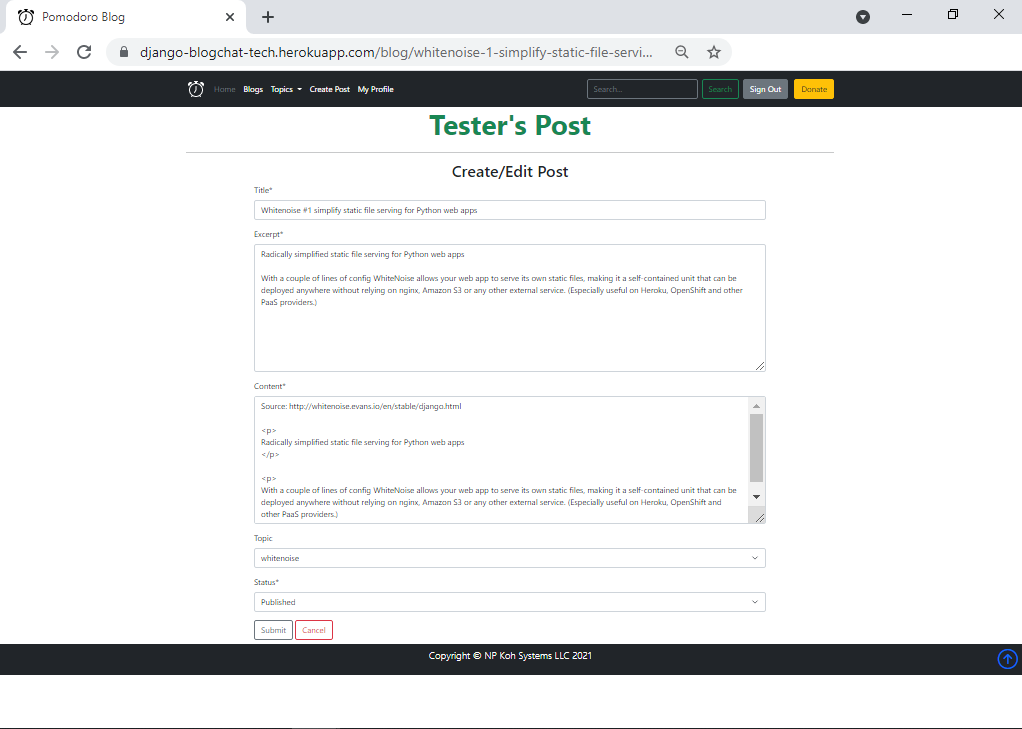 Pomodoro Blog
django-blogchat-tech.herokuapp.com/blog/whitenoise-1-simplify-static-file-servi...
Home Blogs Topics Create Post My Profile Search... Search Sign Out Donate
Tester's Post
Create/Edit Post
Title*
Whitenoise #1 simplify static file serving for Python web apps
Excerpt*
Radically simplified static file serving for Python web apps
With a couple of lines of config WhiteNoise allows your web app to serve its own static files, making it a self-contained unit that can be
deployed anywhere without relying on nginx, Amazon S3 or any other external service. (Especially useful on Heroku, OpenShift and other
PaaS providers.)
Content*
Source: http://whitenoise.evans.io/en/stable/django.html
<p>
Radically simplified static file serving for Python web apps
</p>
<p>
With a couple of lines of config WhiteNoise allows your web app to serve its own static files, making it a self-contained unit that can be
deployed anywhere without relying on nginx, Amazon S3 or any other external service. (Especially useful on Heroku, OpenShift and
other PaaS providers.)
Topic
whitenoise
Status*
Published
Submit Cancel
Copyright © NP Koh Systems LLC 2021